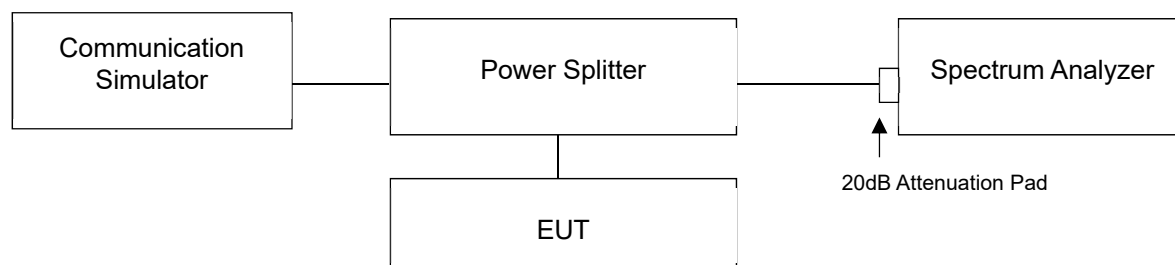 Communication
Simulator
Power Splitter
Spectrum Analyzer
20dB Attenuation Pad
EUT